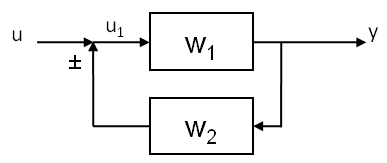 u u₁ w₁ y
±
w₂